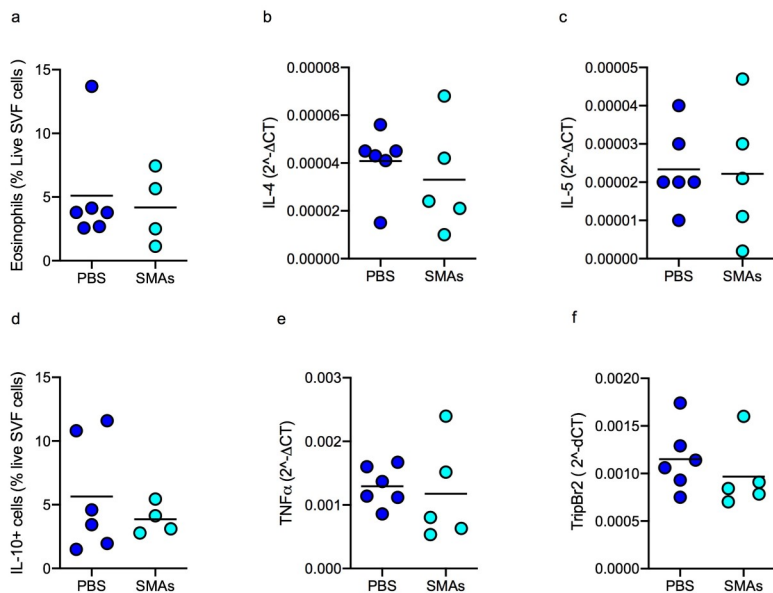 a
Eosinophils (% Live SVF cells )
15
10
5
0
PBS
SMAs
b
IL-4 (2^-ΔCT)
0.00008
0.00006
0.00004
0.00002
0.00000
PBS
SMAs
c
IL-5 (2^-ΔCT)
0.00005
0.00004
0.00003
0.00002
0.00001
0.00000
PBS
SMAs
d
IL-10+ cells (% live SVF cells)
15
10
5
0
PBS
SMAs
e
TNFα (2^-ΔCT)
0.003
0.002
0.001
0.000
PBS
SMAs
f
TripBr2 ( 2^-dCT)
0.0020
0.0015
0.0010
0.0005
0.0000
PBS
SMAs